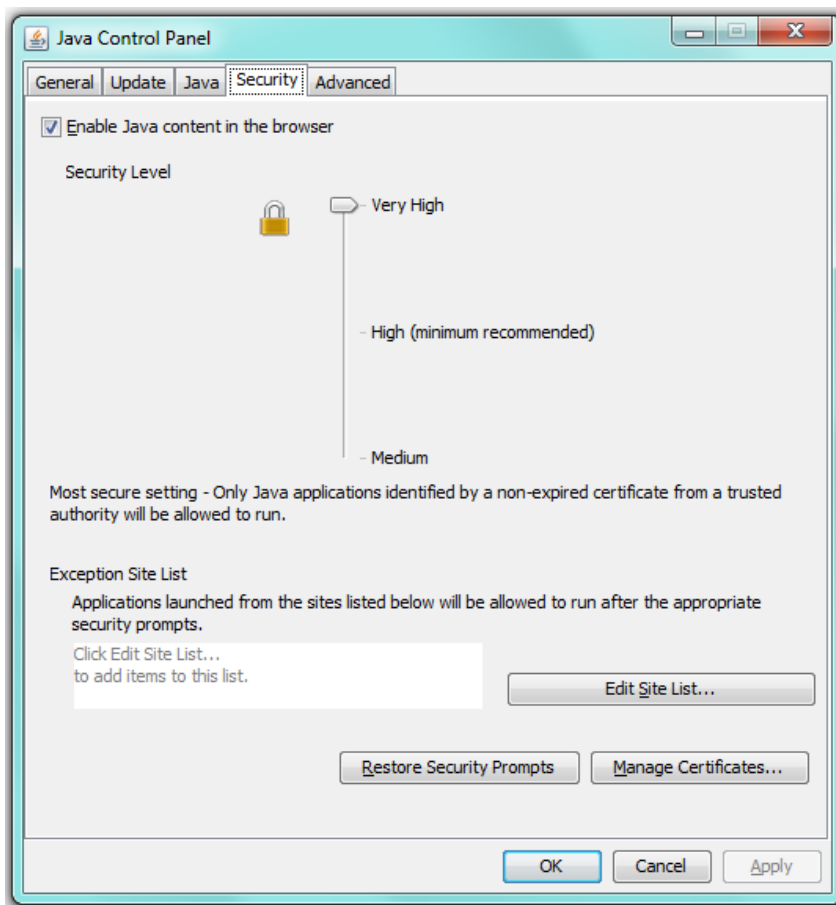 Java Control Panel
General Update Java Security Advanced
Enable Java content in the browser
Security Level
Very High
High (minimum recommended)
Medium
Most secure setting - Only Java applications identified by a non-expired certificate from a trusted
authority will be allowed to run.
Exception Site List
Applications launched from the sites listed below will be allowed to run after the appropriate
security prompts.
Click Edit Site List...
to add items to this list.
Edit Site List...
Restore Security Prompts Manage Certificates...
OK Cancel Apply